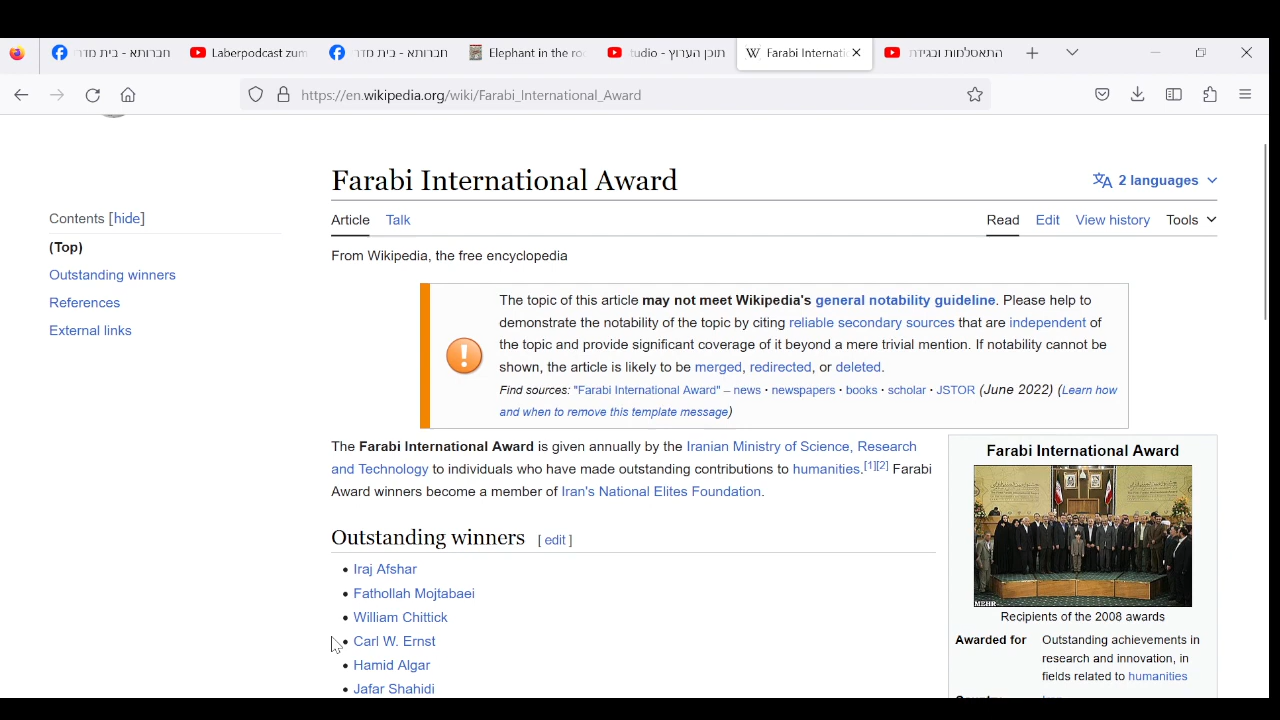 חברותא - בית מדר
Laberpodcast zum
חברותא - בית מדר
Elephant in the roo
tudio - תוכן הערוץ
Farabi Internatio
התאסלמות ובגידת
https://en.wikipedia.org/wiki/Farabi_International_Award
Farabi International Award
2 languages
Contents [hide]
Article Talk
Read Edit View history Tools
(Top)
From Wikipedia, the free encyclopedia
Outstanding winners
References
External links
The topic of this article may not meet Wikipedia's general notability guideline. Please help to
demonstrate the notability of the topic by citing reliable secondary sources that are independent of
the topic and provide significant coverage of it beyond a mere trivial mention. If notability cannot be
shown, the article is likely to be merged, redirected, or deleted.
Find sources: "Farabi International Award" – news · newspapers · books · scholar · JSTOR (June 2022) (Learn how
and when to remove this template message)
The Farabi International Award is given annually by the Iranian Ministry of Science, Research
and Technology to individuals who have made outstanding contributions to humanities.[1][2] Farabi
Award winners become a member of Iran's National Elites Foundation.
Outstanding winners [ edit ]
• Iraj Afshar
• Fathollah Mojtabaei
• William Chittick
• Carl W. Ernst
• Hamid Algar
• Jafar Shahidi
Farabi International Award
MEHR
Recipients of the 2008 awards
Awarded for Outstanding achievements in
research and innovation, in
fields related to humanities